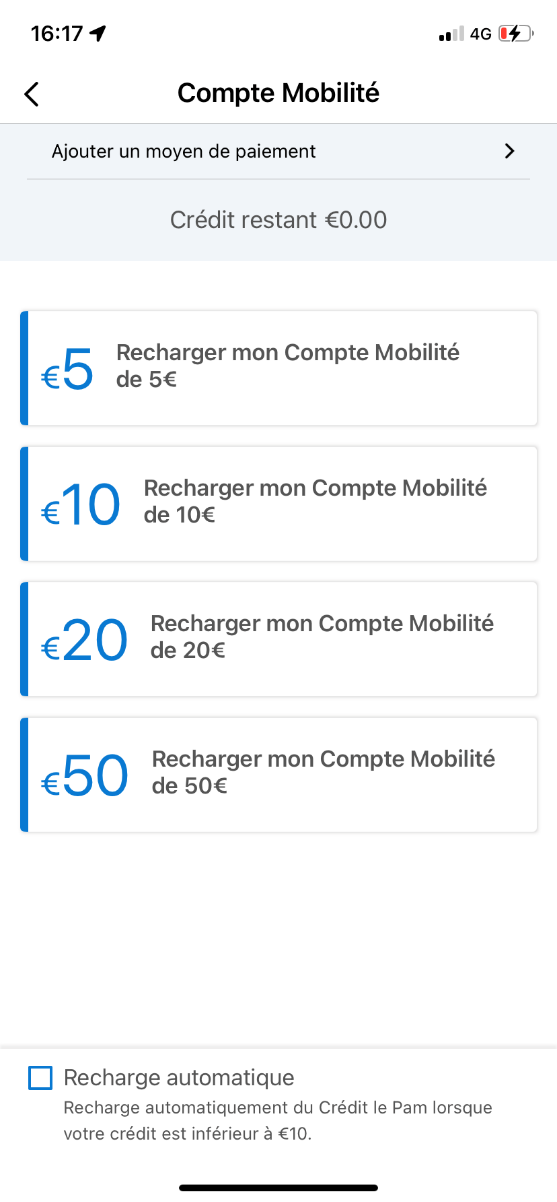 16:17
4G
Compte Mobilité
Ajouter un moyen de paiement
Crédit restant €0.00
€5
Recharger mon Compte Mobilité
de 5€
€10
Recharger mon Compte Mobilité
de 10€
€20
Recharger mon Compte Mobilité
de 20€
€50
Recharger mon Compte Mobilité
de 50€
Recharge automatique
Recharge automatiquement du Crédit le Pam lorsque
votre crédit est inférieur à €10.